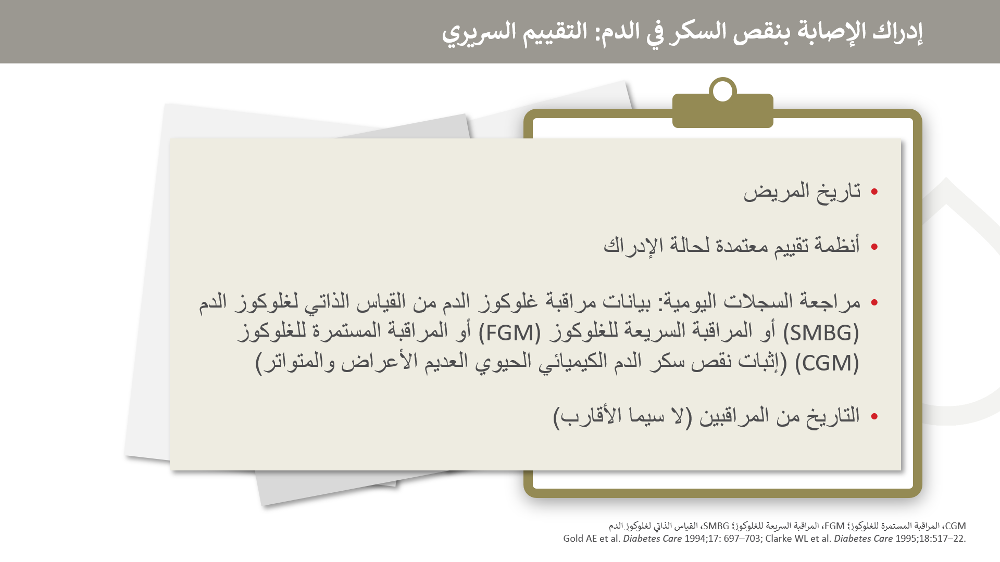 إدراك الإصابة بنقص السكر في الدم: التقييم السريري
• تاريخ المريض
• أنظمة تقييم معتمدة لحالة الإدراك
• مراجعة السجلات اليومية: بيانات مراقبة غلوكوز الدم من القياس الذاتي لغلوكوز الدم
(SMBG) أو المراقبة السريعة للغلوكوز (FGM) أو المراقبة المستمرة للغلوكوز
(CGM) (إثبات نقص سكر الدم الكيميائي الحيوي العديم الأعراض والمتواتر)
• التاريخ من المراقبين (لا سيما الأقارب)
CGM، المراقبة المستمرة للغلوكوز؛ FGM، المراقبة السريعة للغلوكوز؛ SMBG، القياس الذاتي لغلوكوز الدم
Gold AE et al. Diabetes Care 1994;17: 697–703; Clarke WL et al. Diabetes Care 1995;18:517–22.